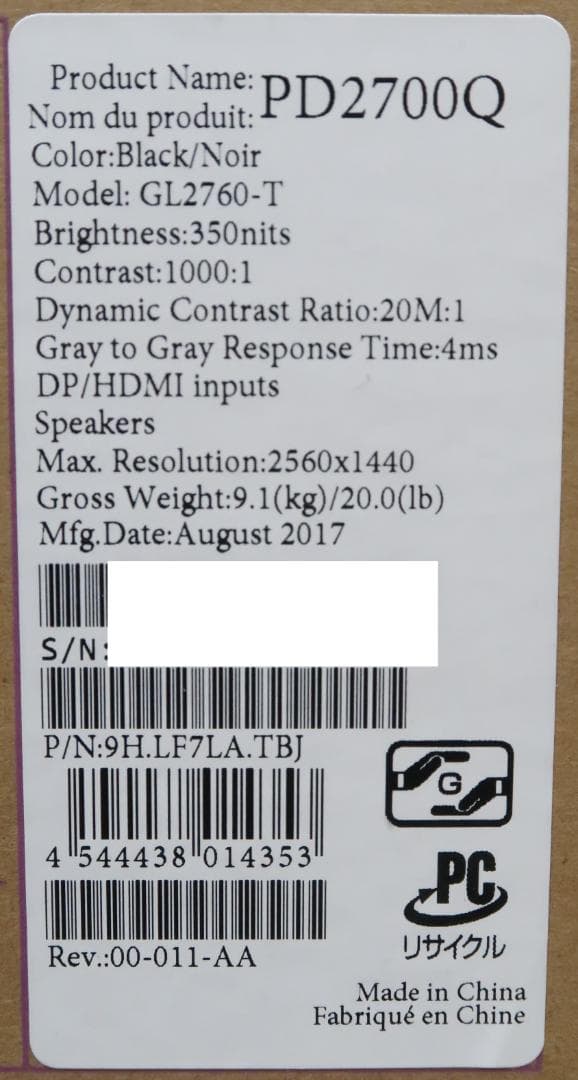 Product Name:
Nom du produit:
PD2700Q
Color:Black/Noir
Model: GL2760-T
Brightness:350nits
Contrast:1000:1
Dynamic Contrast Ratio:20M:1
Gray to Gray Response Time:4ms
DP/HDMI inputs
Speakers
Max. Resolution:2560x1440
Gross Weight:9.1(kg)/20.0(lb)
Mfg.Date:August 2017
S/N:
P/N:9H.LF7LA.TBJ
G
4 544438 014353
PC
リサイクル
Rev.:00-011-AA
Made in China
Fabriqué en Chine